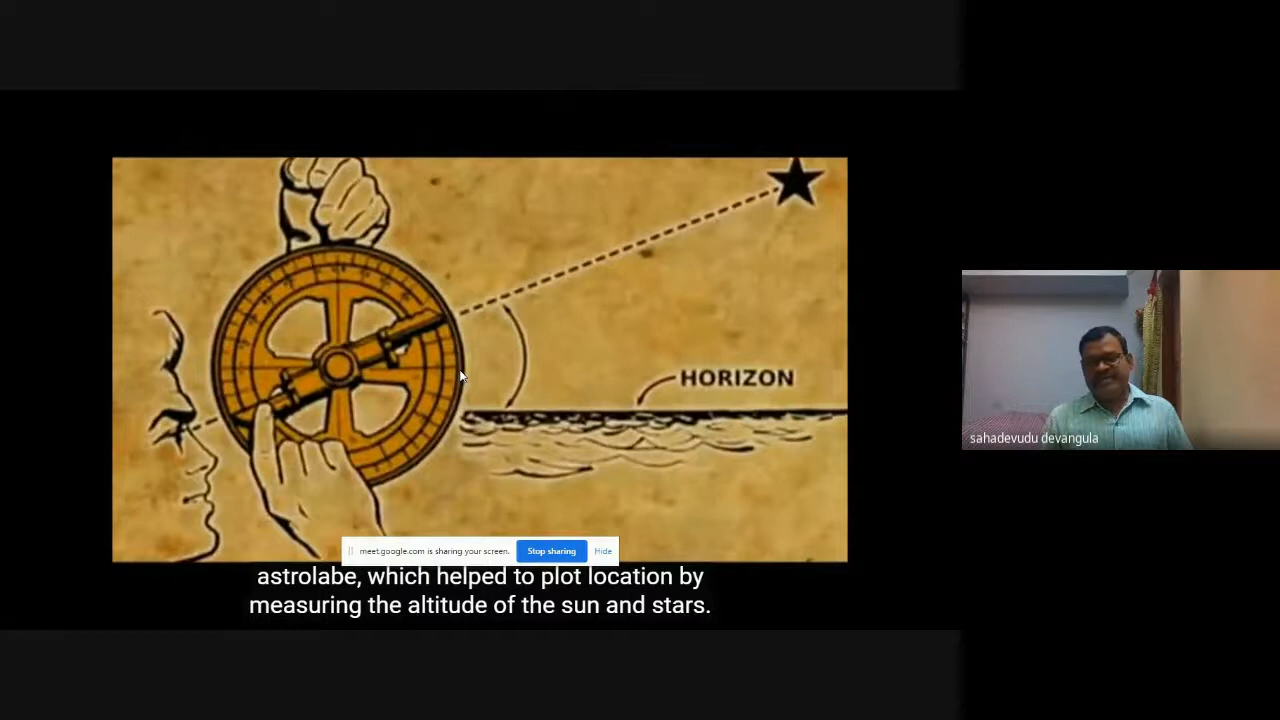 HORIZON
sahadevudu devangula
meet.google.com is sharing your screen. Stop sharing Hide
astrolabe, which helped to plot location by
measuring the altitude of the sun and stars.